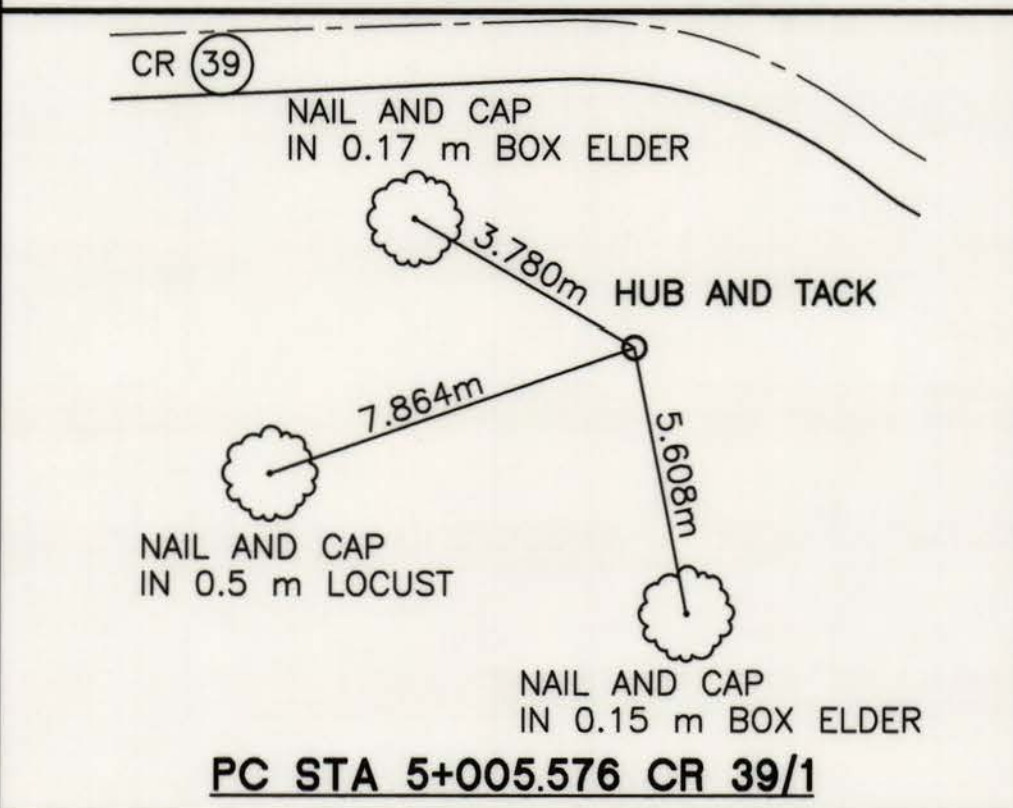 CR 39
NAIL AND CAP
IN 0.17 m BOX ELDER
3.780m
HUB AND TACK
7.864m
5.608m
NAIL AND CAP
IN 0.5 m LOCUST
NAIL AND CAP
IN 0.15 m BOX ELDER
PC STA 5+005.576 CR 39/1